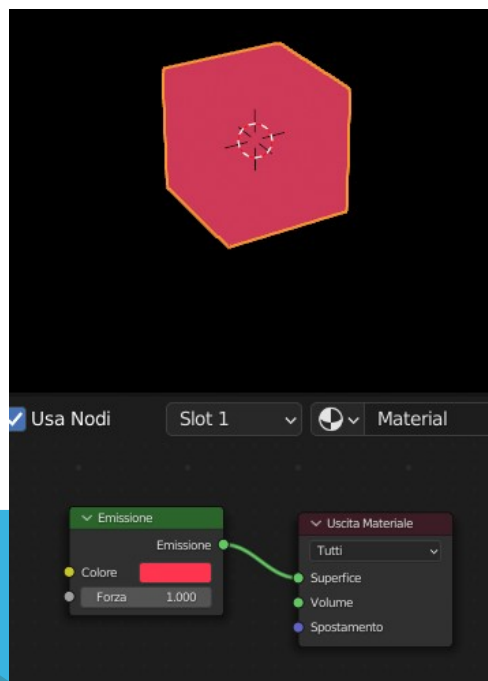 Usa Nodi Slot 1 Material
Emissione
Emissione
Colore
Forza 1.000
Uscita Materiale
Tutti
Superfice
Volume
Spostamento